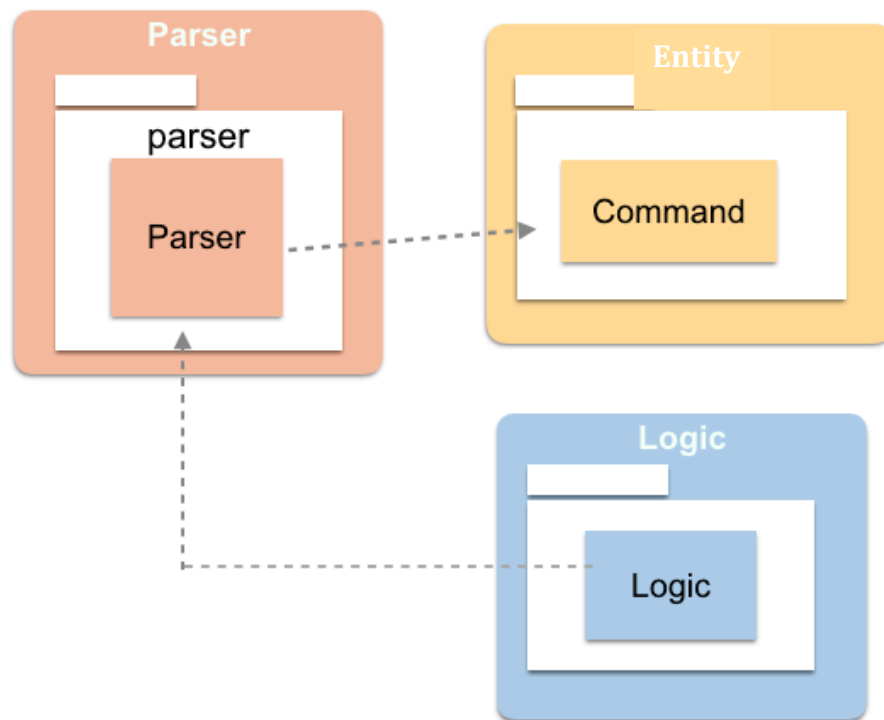 Parser
parser
Parser
Entity
Command
Logic
Logic